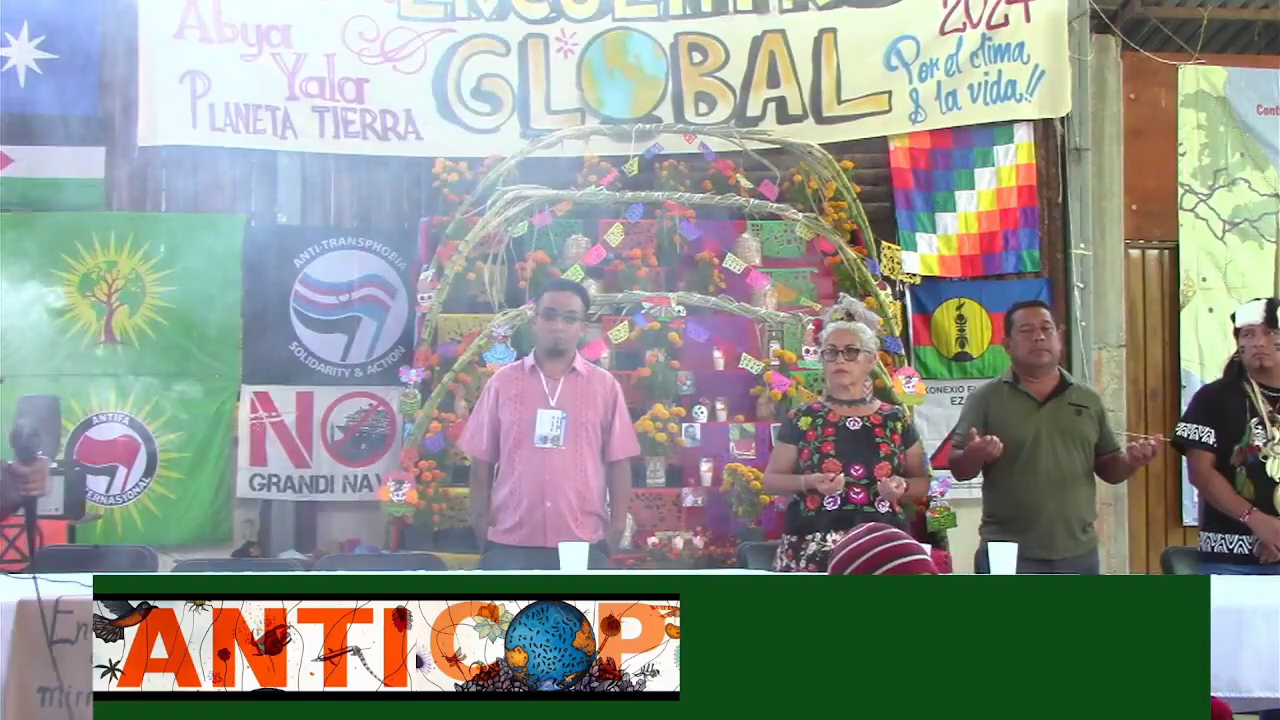 Abya
Yala
PLANETA TIERRA
ENCUENTRO
GLOBAL
2024
Por el clima
& la vida!!
ANTI-TRANSPHOBIA
SOLIDARITY & ACTION
NO
GRANDI NAVI
ANTIFA
ANTICOP